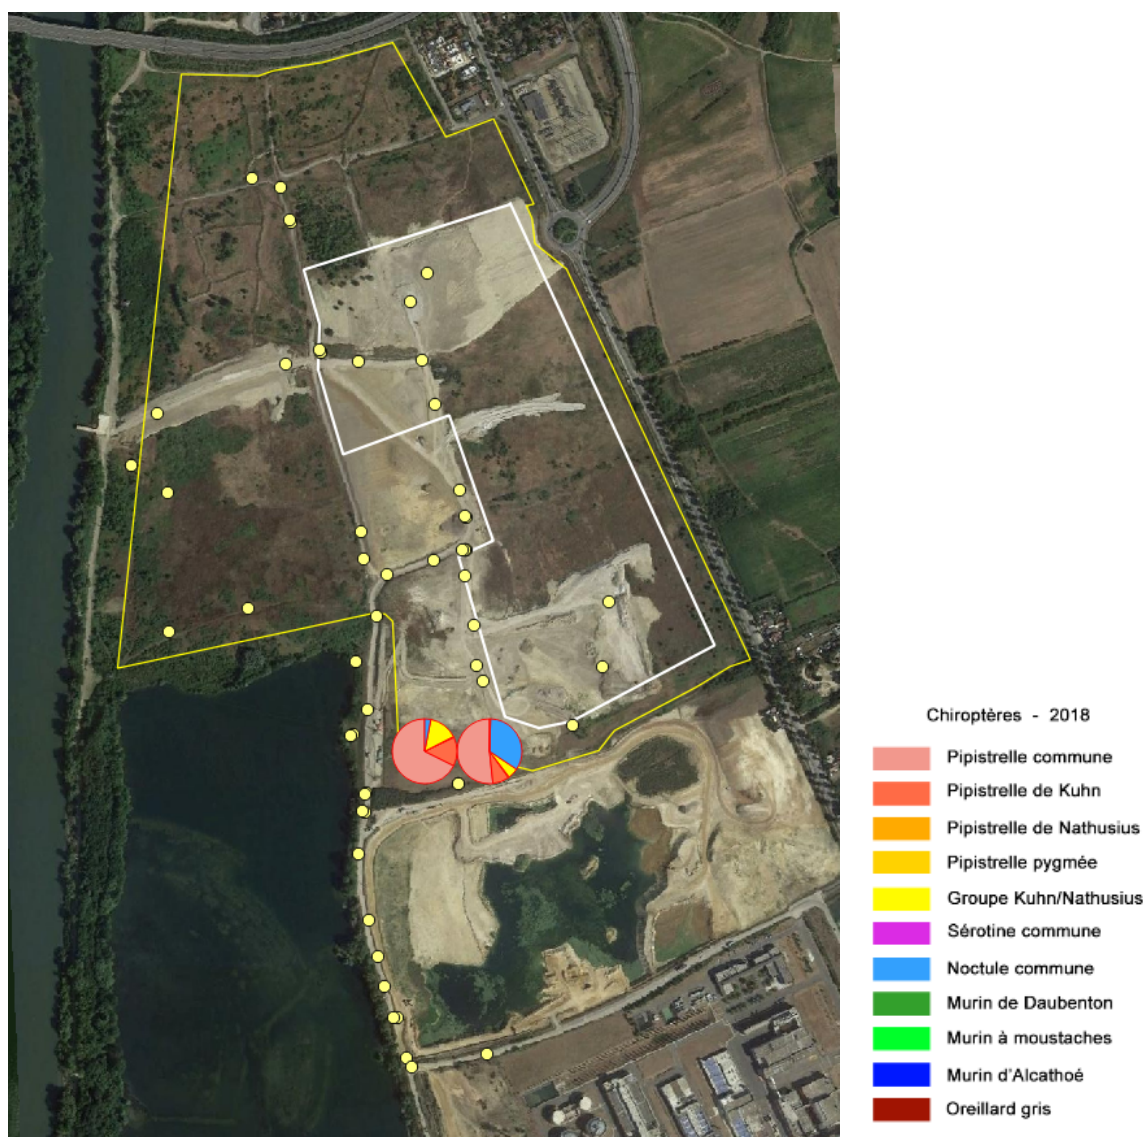 Chiroptères - 2018
Pipistrelle commune
Pipistrelle de Kuhn
Pipistrelle de Nathusius
Pipistrelle pygmée
Groupe Kuhn/Nathusius
Sérotine commune
Noctule commune
Murin de Daubenton
Murin à moustaches
Murin d'Alcathoé
Oreillard gris